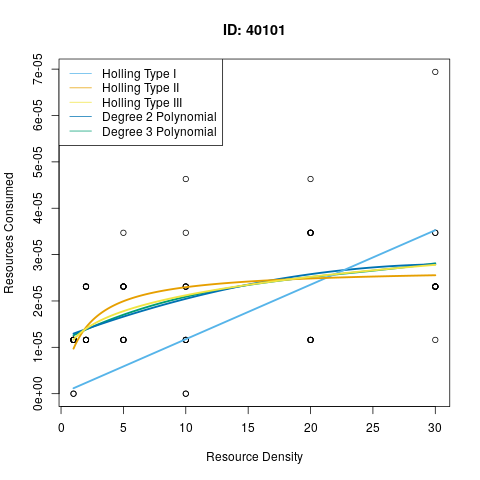 ID: 40101
Holling Type I
Holling Type II
Holling Type III
Degree 2 Polynomial
Degree 3 Polynomial
Resources Consumed
7e-05
6e-05
5e-05
4e-05
3e-05
2e-05
1e-05
0e+00
0 5 10 15 20 25 30
Resource Density